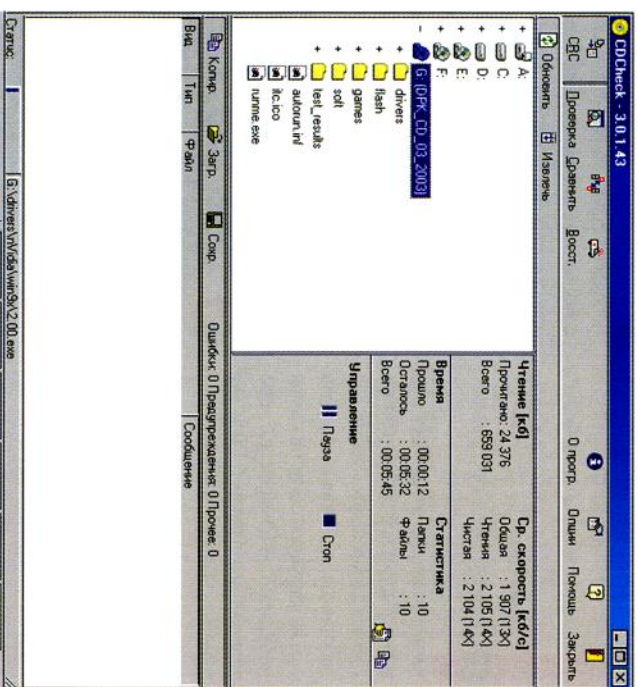 CDCheck - 3.0.1.43
CRC Проверка Сравнить Восст. О прогр. Опции Помощь Закрыть
Обновить Извлечь
A:
C:
D:
E:
F:
G: (DPK_CD_03_2003)
drivers
flash
games
soft
test_results
autorun.inf
itc.ico
runme.exe
Чтение [кб]
Прочитано: 24 376
Всего : 659 031
Ср. скорость [кб/с]
Общая : 1 907 (13X)
Чтения : 2 105 (14X)
Чистая : 2 104 (14X)
Время
Прошло : 00:00:12
Осталось : 00:05:32
Всего : 00:05:45
Статистика
Папки : 10
Файлы : 10
Управление
Пауза Стоп
Копир. Загр. Сохр. Ошибки: 0 Предупреждения: 0 Прочее: 0
Вид Тип Файл Сообщение
Статус: G:\drivers\nVidia\win9x\2.00.exe